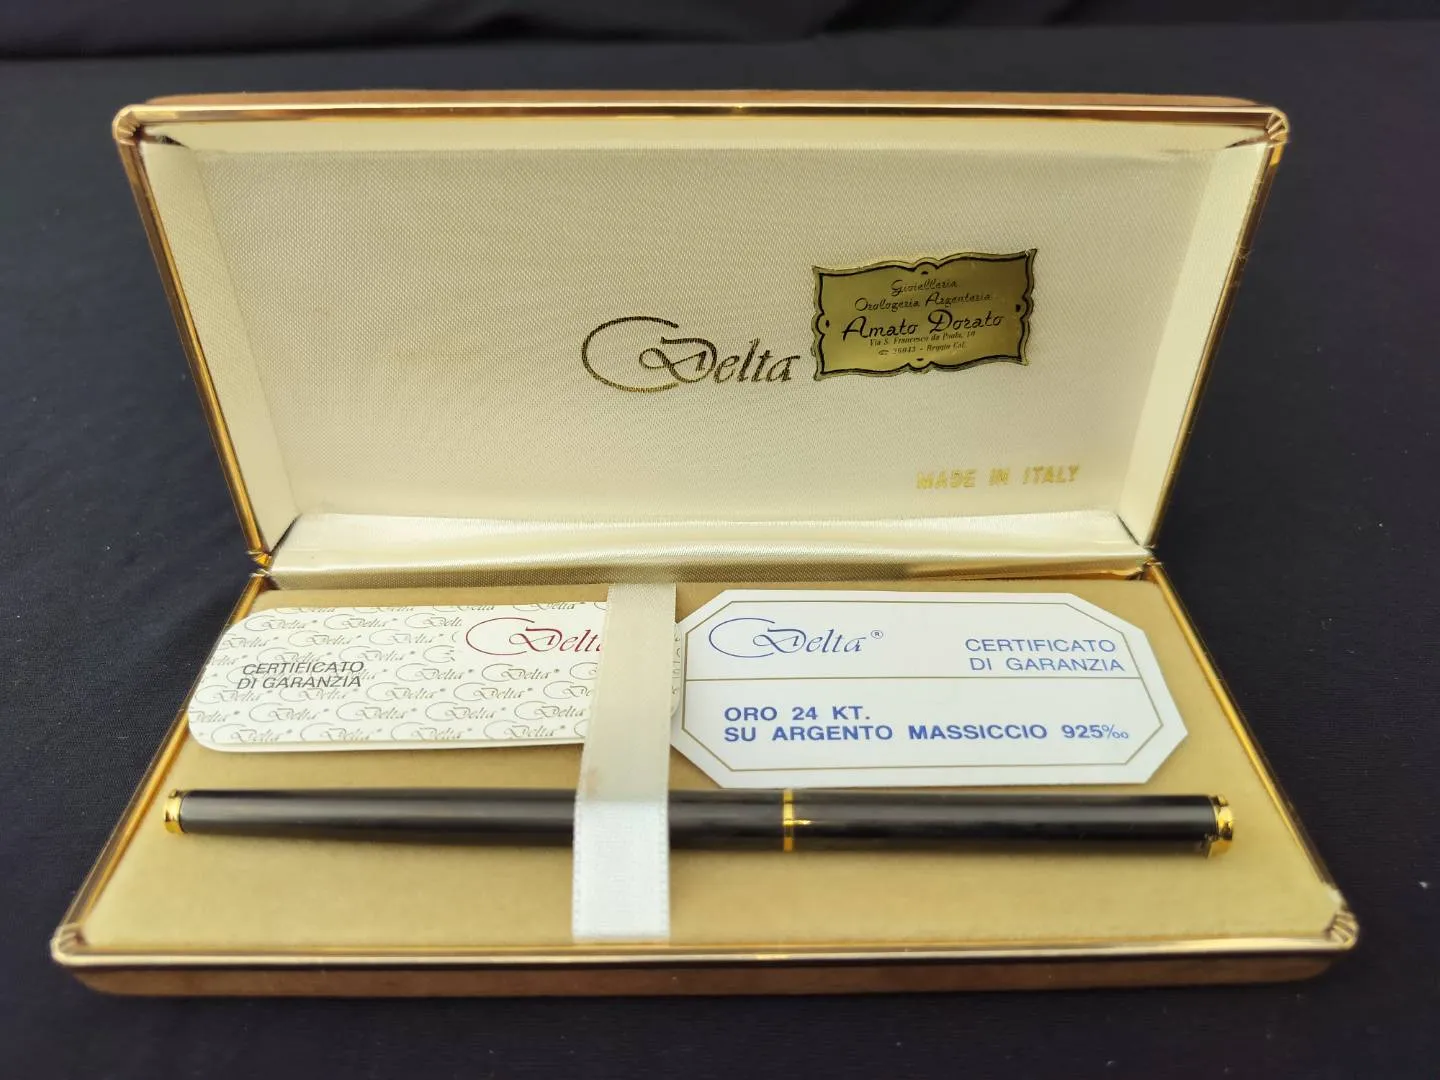 Gioielleria
Orologeria Argenteria
Amato Dorato
Via S. Francesco da Paola, 10
☎ 25943 - Reggio Cal.
Delta
MADE IN ITALY
Delta
CERTIFICATO
DI GARANZIA
Delta®
CERTIFICATO
DI GARANZIA
ORO 24 KT.
SU ARGENTO MASSICCIO 925‰